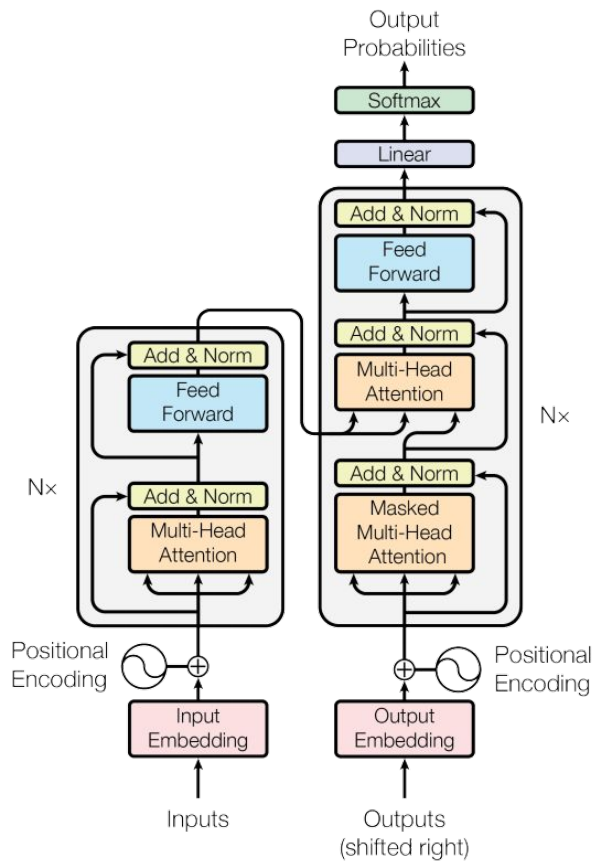 Output
Probabilities
Softmax
Linear
Add & Norm
Feed
Forward
Add & Norm
Multi-Head
Attention
Add & Norm
Masked
Multi-Head
Attention
N×
Positional
Encoding
Output
Embedding
Outputs
(shifted right)
Add & Norm
Feed
Forward
Add & Norm
Multi-Head
Attention
N×
Positional
Encoding
Input
Embedding
Inputs